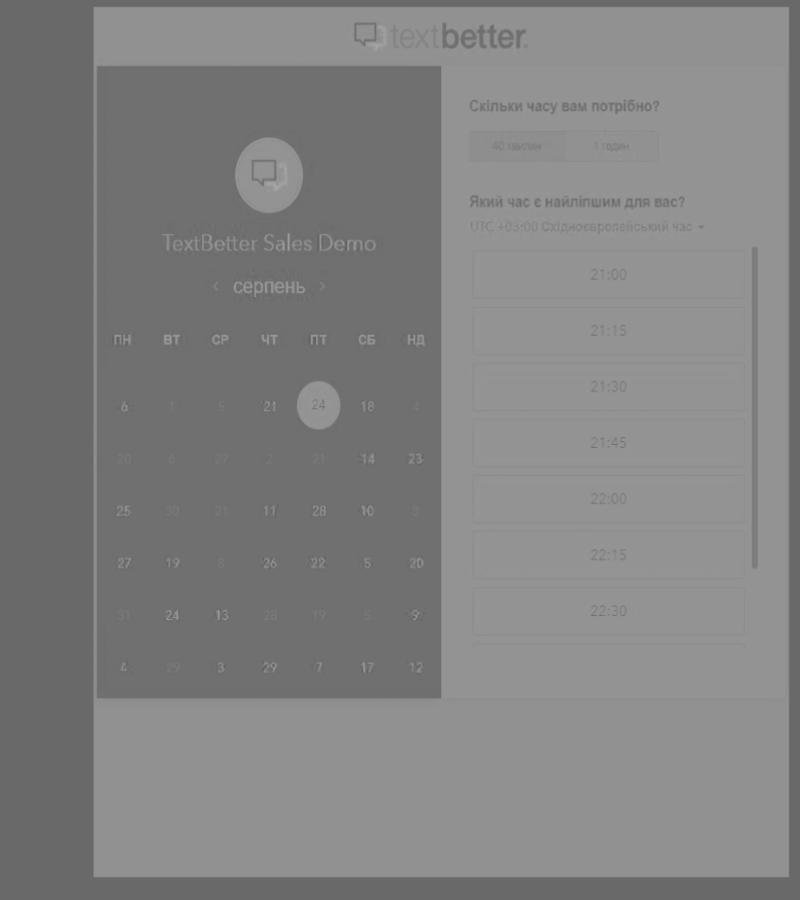 textbetter.
TextBetter Sales Demo
‹ серпень ›
ПН ВТ СР ЧТ ПТ СБ НД
6 1 5 21 24 18 4
20 6 27 2 21 14 23
25 30 21 11 28 10 3
27 19 8 26 22 5 20
31 24 13 28 19 5 9
4 29 3 29 7 17 12
Скільки часу вам потрібно?
40 хвилин 1 годин
Який час є найліпшим для вас?
UTC +03:00 Східноєвропейський час
21:00
21:15
21:30
21:45
22:00
22:15
22:30